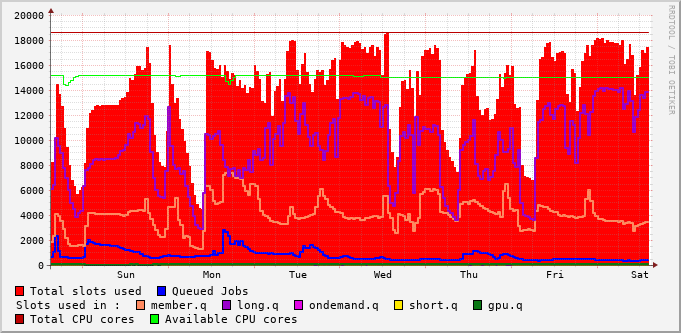 20000
18000
16000
14000
12000
10000
8000
6000
4000
2000
0
Sun Mon Tue Wed Thu Fri Sat
Total slots used Queued Jobs
Slots used in : member.q long.q ondemand.q short.q gpu.q
Total CPU cores Available CPU cores
RRDTOOL / TOBI OETIKER